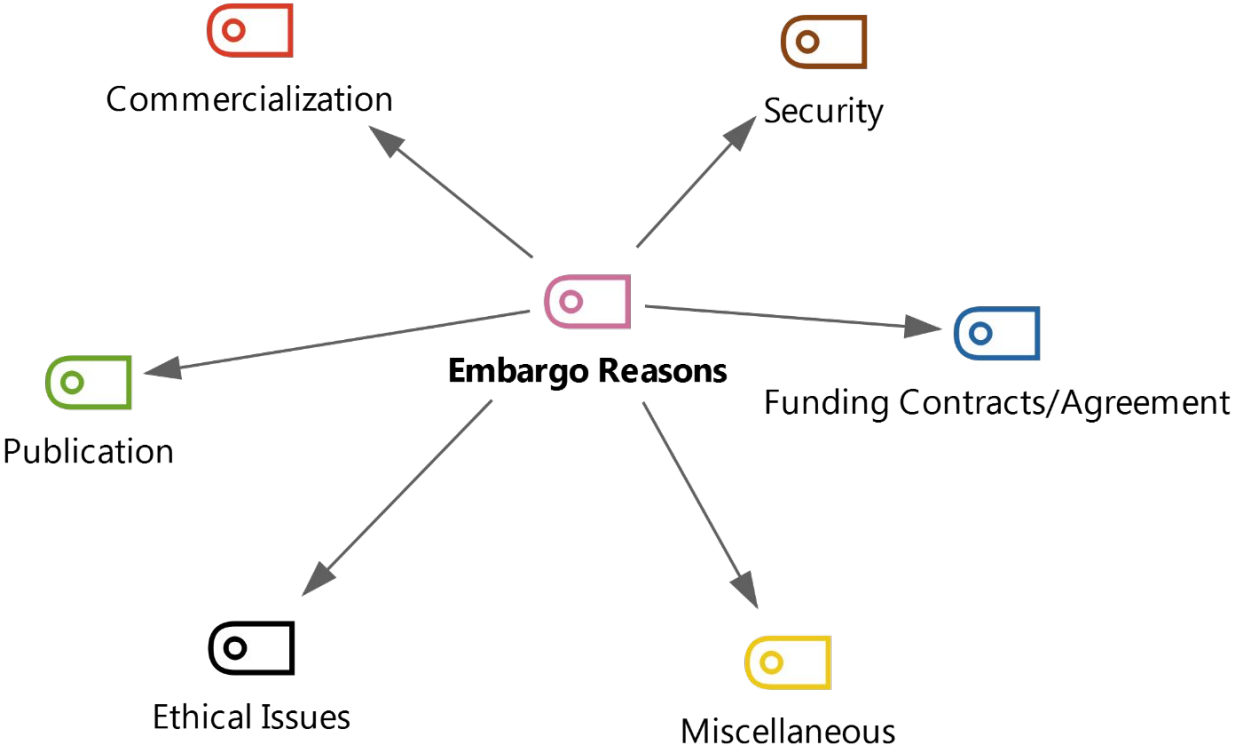 Commercialization
Security
Embargo Reasons
Funding Contracts/Agreement
Publication
Ethical Issues
Miscellaneous